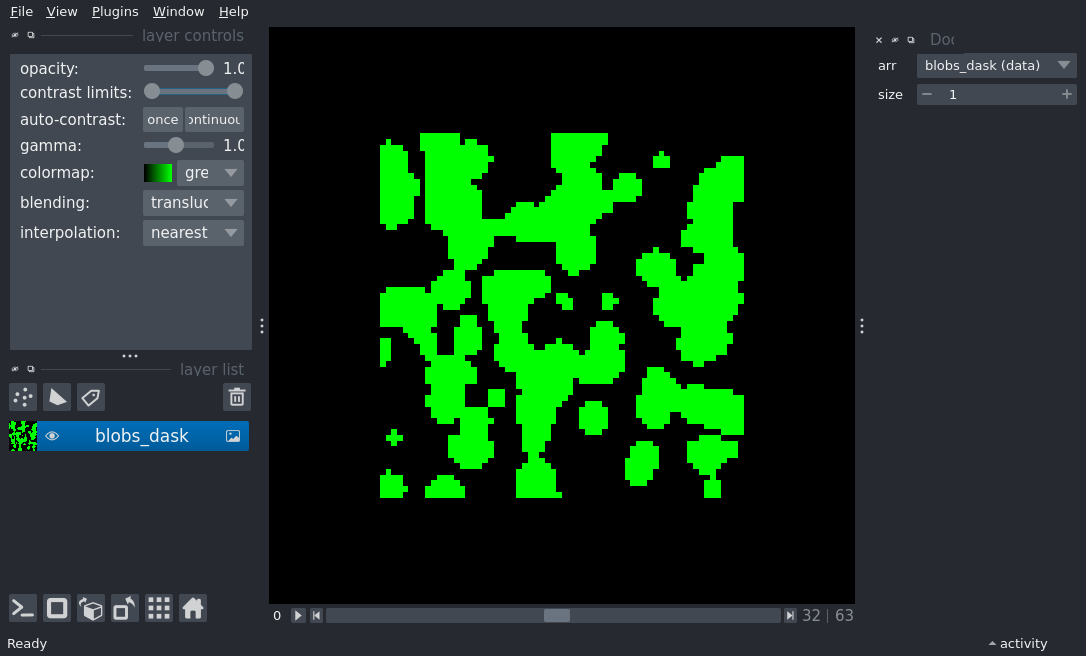 File View Plugins Window Help
layer controls
opacity: 1.0
contrast limits:
auto-contrast: once ontinuou
gamma: 1.0
colormap: gre
blending: transluc
interpolation: nearest
layer list
blobs_dask
0 32 | 63
Doc
arr blobs_dask (data)
size 1
Ready
activity